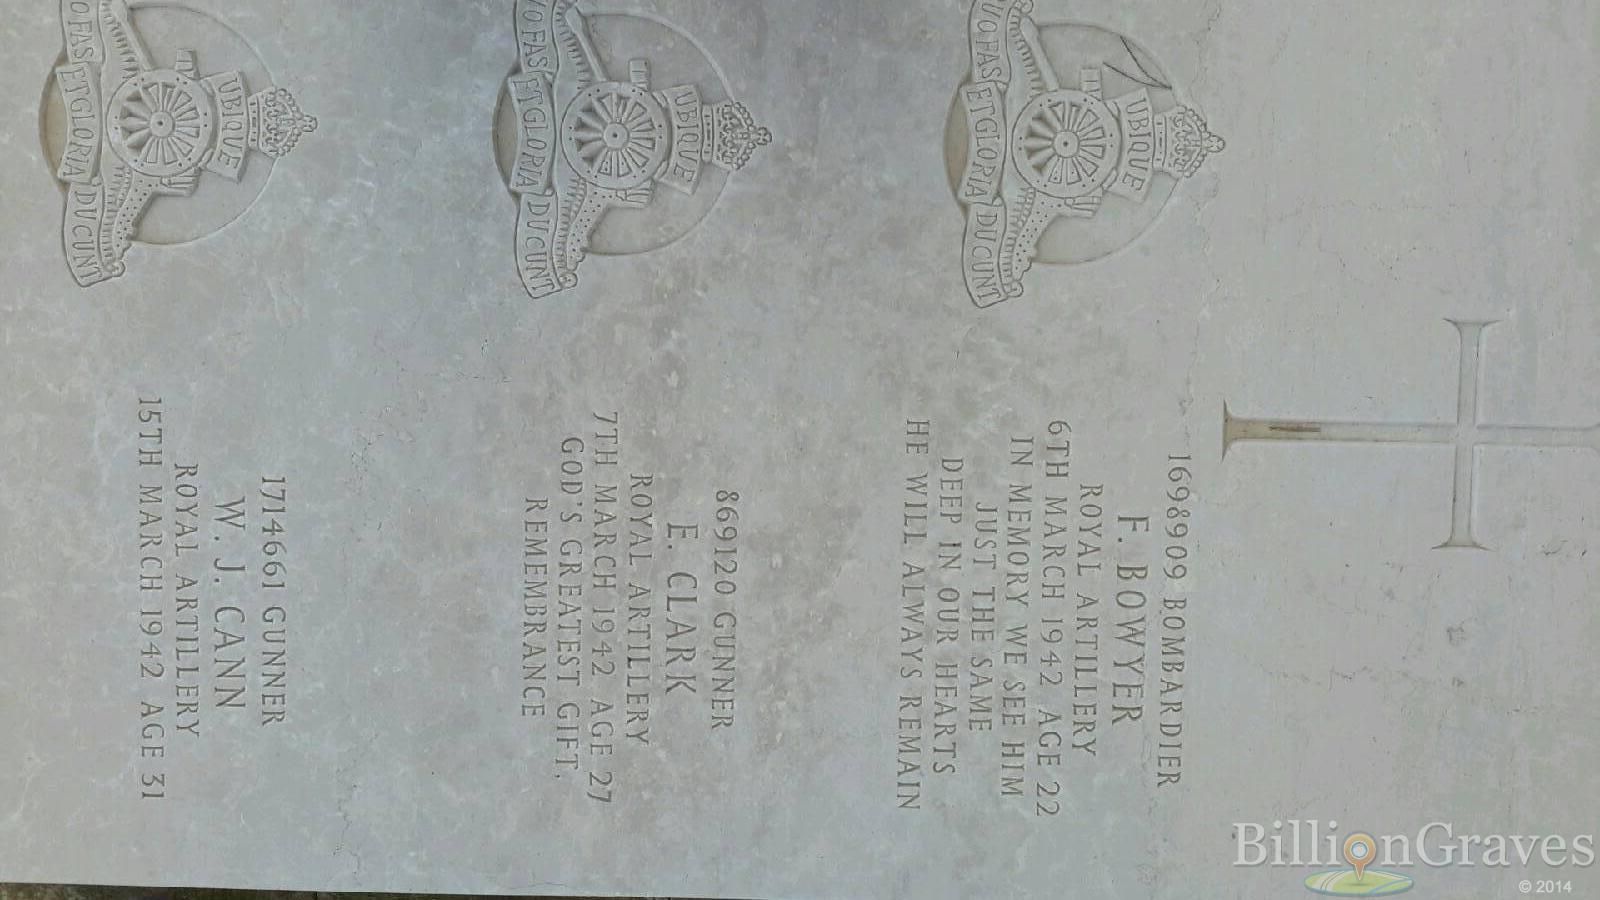 1698909 BOMBARDIER
F. BOWYER
ROYAL ARTILLERY
6TH MARCH 1942 AGE 22
IN MEMORY WE SEE HIM
JUST THE SAME
DEEP IN OUR HEARTS
HE WILL ALWAYS REMAIN
UBIQUE
QUO FAS ET GLORIA DUCUNT
869120 GUNNER
E. CLARK
ROYAL ARTILLERY
7TH MARCH 1942 AGE 27
GOD'S GREATEST GIFT,
REMEMBRANCE
UBIQUE
FAS ET GLORIA DUCUNT
1714661 GUNNER
W. J. CANN
ROYAL ARTILLERY
15TH MARCH 1942 AGE 31
UBIQUE
FAS ET GLORIA DUCUNT
BillionGraves
© 2014